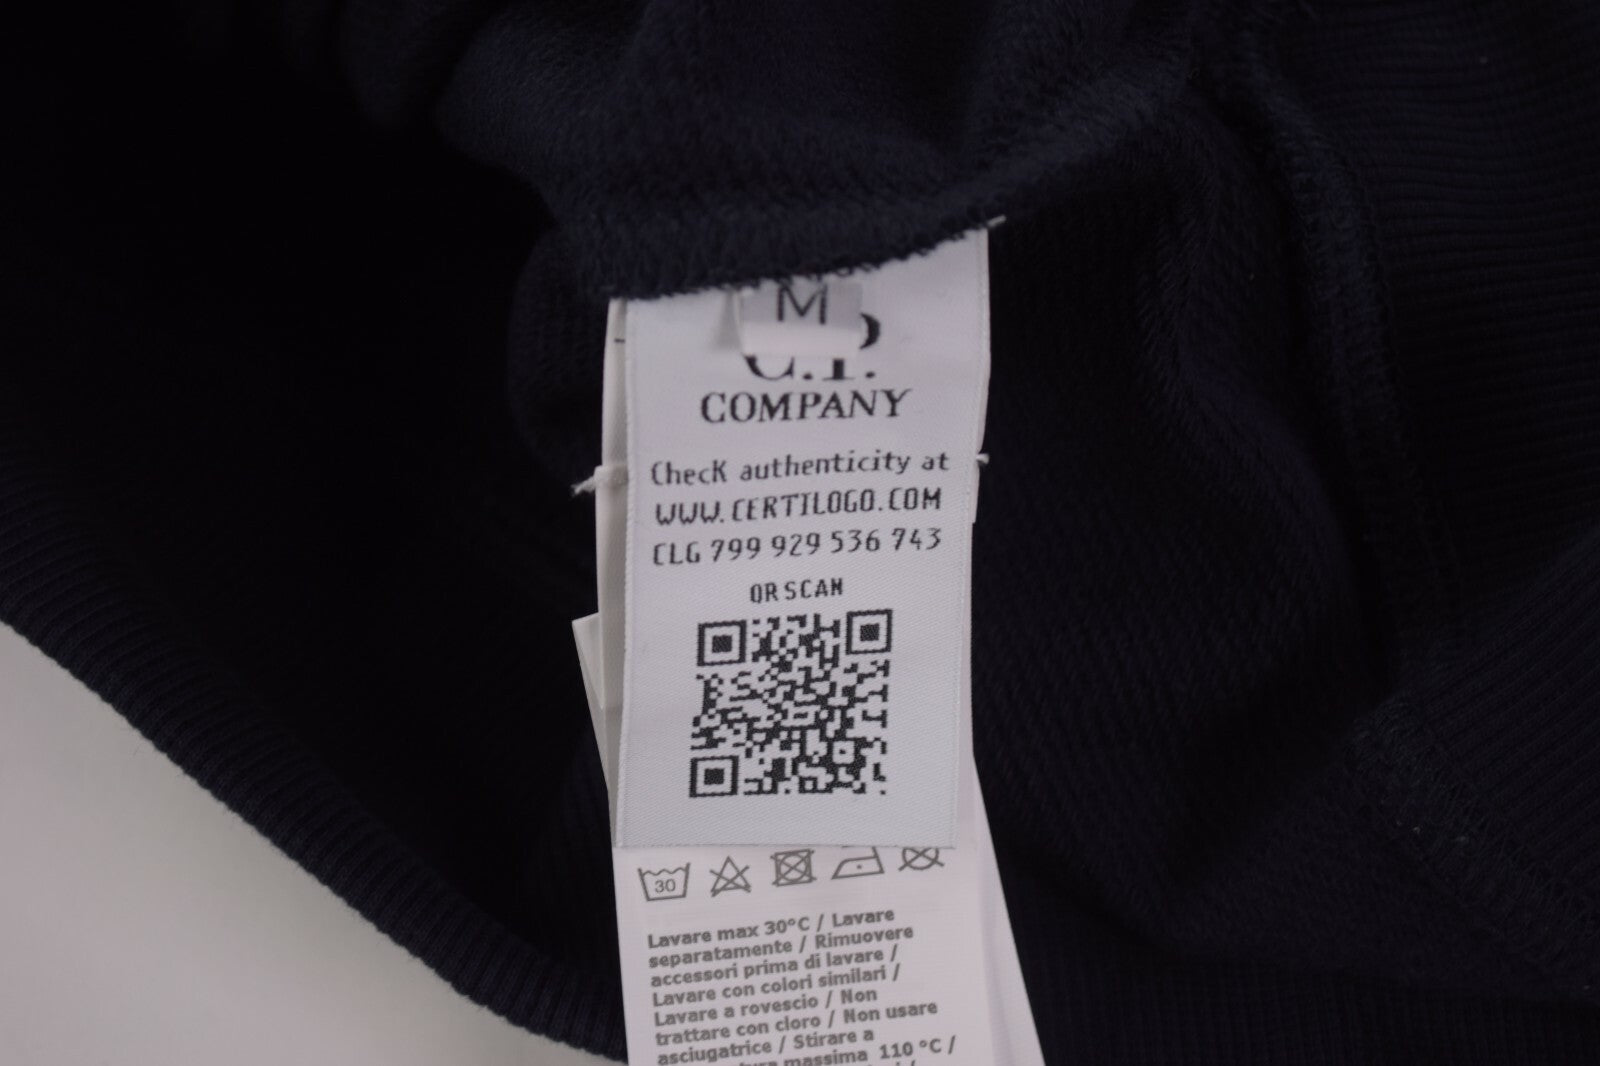 M
C.P.
COMPANY
ChecK authenticity at
WWW.CERTILOGO.COM
CLG 799 929 536 743
QR SCAN
30
Lavare max 30°C / Lavare
separatamente / Rimuovere
accessori prima di lavare /
Lavare con colori similari /
Lavare a rovescio / Non
trattare con cloro / Non usare
asciugatrice / Stirare a
massima 110 °C /